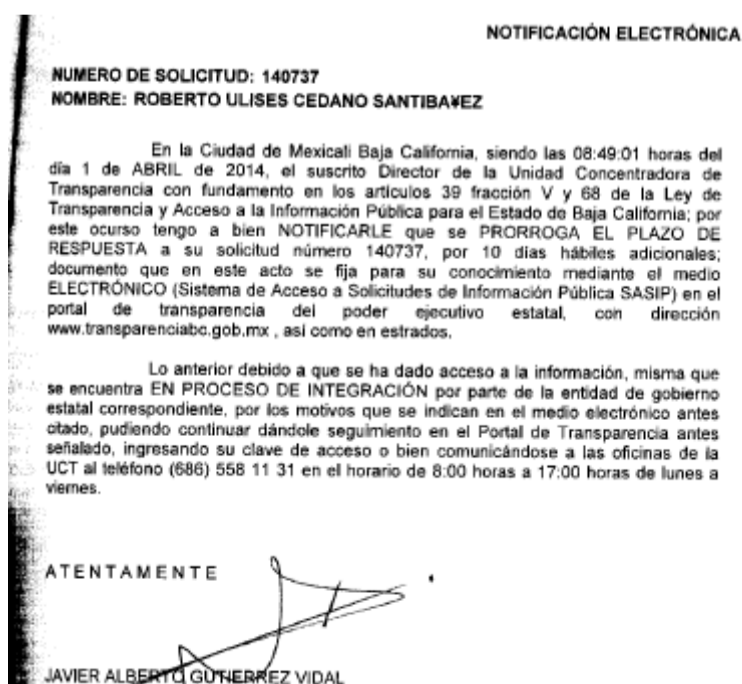 NOTIFICACIÓN ELECTRÓNICA
NUMERO DE SOLICITUD: 140737
NOMBRE: ROBERTO ULISES CEDANO SANTIBA¥EZ
En la Ciudad de Mexicali Baja California, siendo las 08:49:01 horas del
día 1 de ABRIL de 2014, el suscrito Director de la Unidad Concentradora de
Transparencia con fundamento en los artículos 39 fracción V y 68 de la Ley de
Transparencia y Acceso a la Información Pública para el Estado de Baja California; por
este ocurso tengo a bien NOTIFICARLE que se PRORROGA EL PLAZO DE
RESPUESTA a su solicitud número 140737, por 10 días hábiles adicionales;
documento que en este acto se fija para su conocimiento mediante el medio
ELECTRÓNICO (Sistema de Acceso a Solicitudes de Información Pública SASIP) en el
portal de transparencia del poder ejecutivo estatal, con dirección
www.transparenciabc.gob.mx , así como en estrados.
Lo anterior debido a que se ha dado acceso a la información, misma que
se encuentra EN PROCESO DE INTEGRACIÓN por parte de la entidad de gobierno
estatal correspondiente, por los motivos que se indican en el medio electrónico antes
citado, pudiendo continuar dándole seguimiento en el Portal de Transparencia antes
señalado, ingresando su clave de acceso o bien comunicándose a las oficinas de la
UCT al teléfono (686) 558 11 31 en el horario de 8:00 horas a 17:00 horas de lunes a
viernes.
ATENTAMENTE
JAVIER ALBERTO GUTIERREZ VIDAL